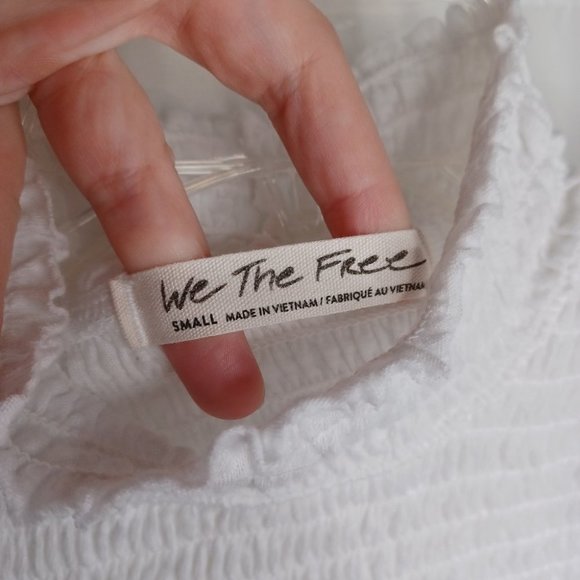 We The Free
SMALL MADE IN VIETNAM / FABRIQUÉ AU VIETNAM